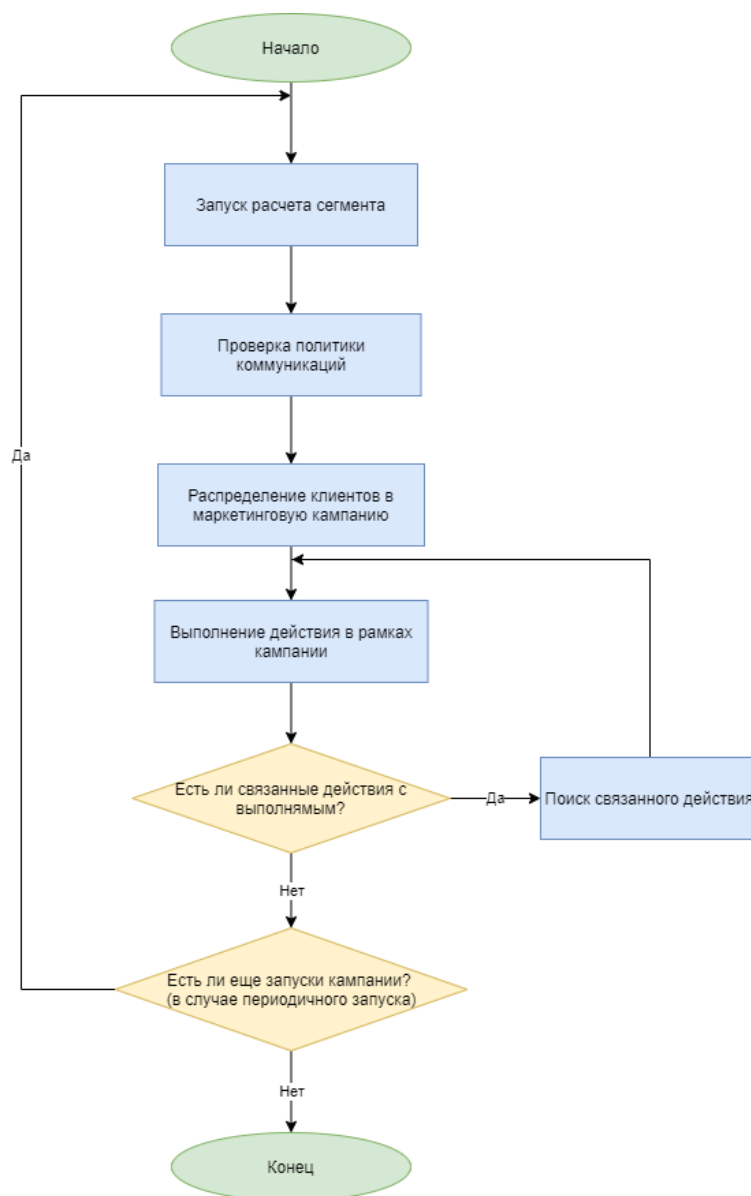 Начало
Запуск расчета сегмента
Проверка политики
коммуникаций
Да
Распределение клиентов в
маркетинговую кампанию
Выполнение действия в рамках
кампании
Есть ли связанные действия с
выполнямым?
Да
Поиск связанного действия
Нет
Есть ли еще запуски кампании?
(в случае периодичного запуска)
Нет
Конец